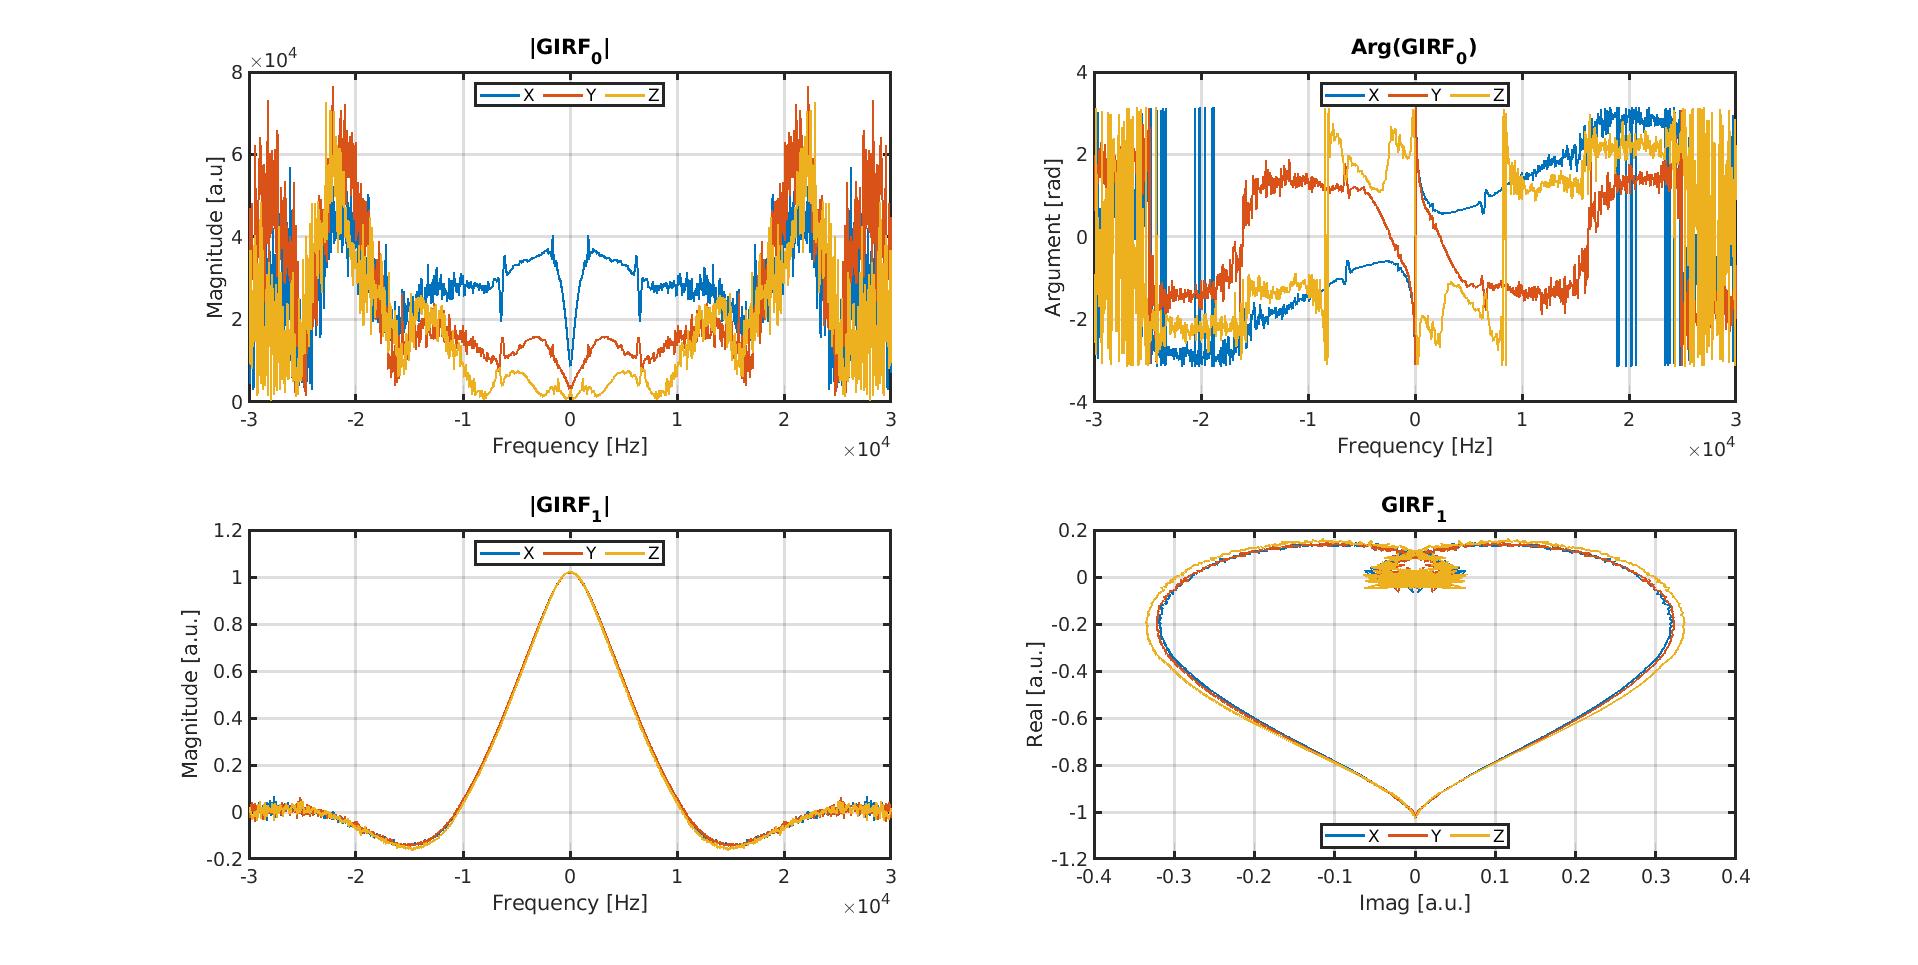 |GIRF0|
×10^4
X Y Z
8
6
4
2
0
Magnitude [a.u]
-3 -2 -1 0 1 2 3
Frequency [Hz]
×10^4
Arg(GIRF0)
X Y Z
4
2
0
-2
-4
Argument [rad]
-3 -2 -1 0 1 2 3
Frequency [Hz]
×10^4
|GIRF1|
X Y Z
1.2
1
0.8
0.6
0.4
0.2
0
-0.2
Magnitude [a.u.]
-3 -2 -1 0 1 2 3
Frequency [Hz]
×10^4
GIRF1
0.2
0
-0.2
-0.4
-0.6
-0.8
-1
-1.2
Real [a.u.]
X Y Z
-0.4 -0.3 -0.2 -0.1 0 0.1 0.2 0.3 0.4
Imag [a.u.]